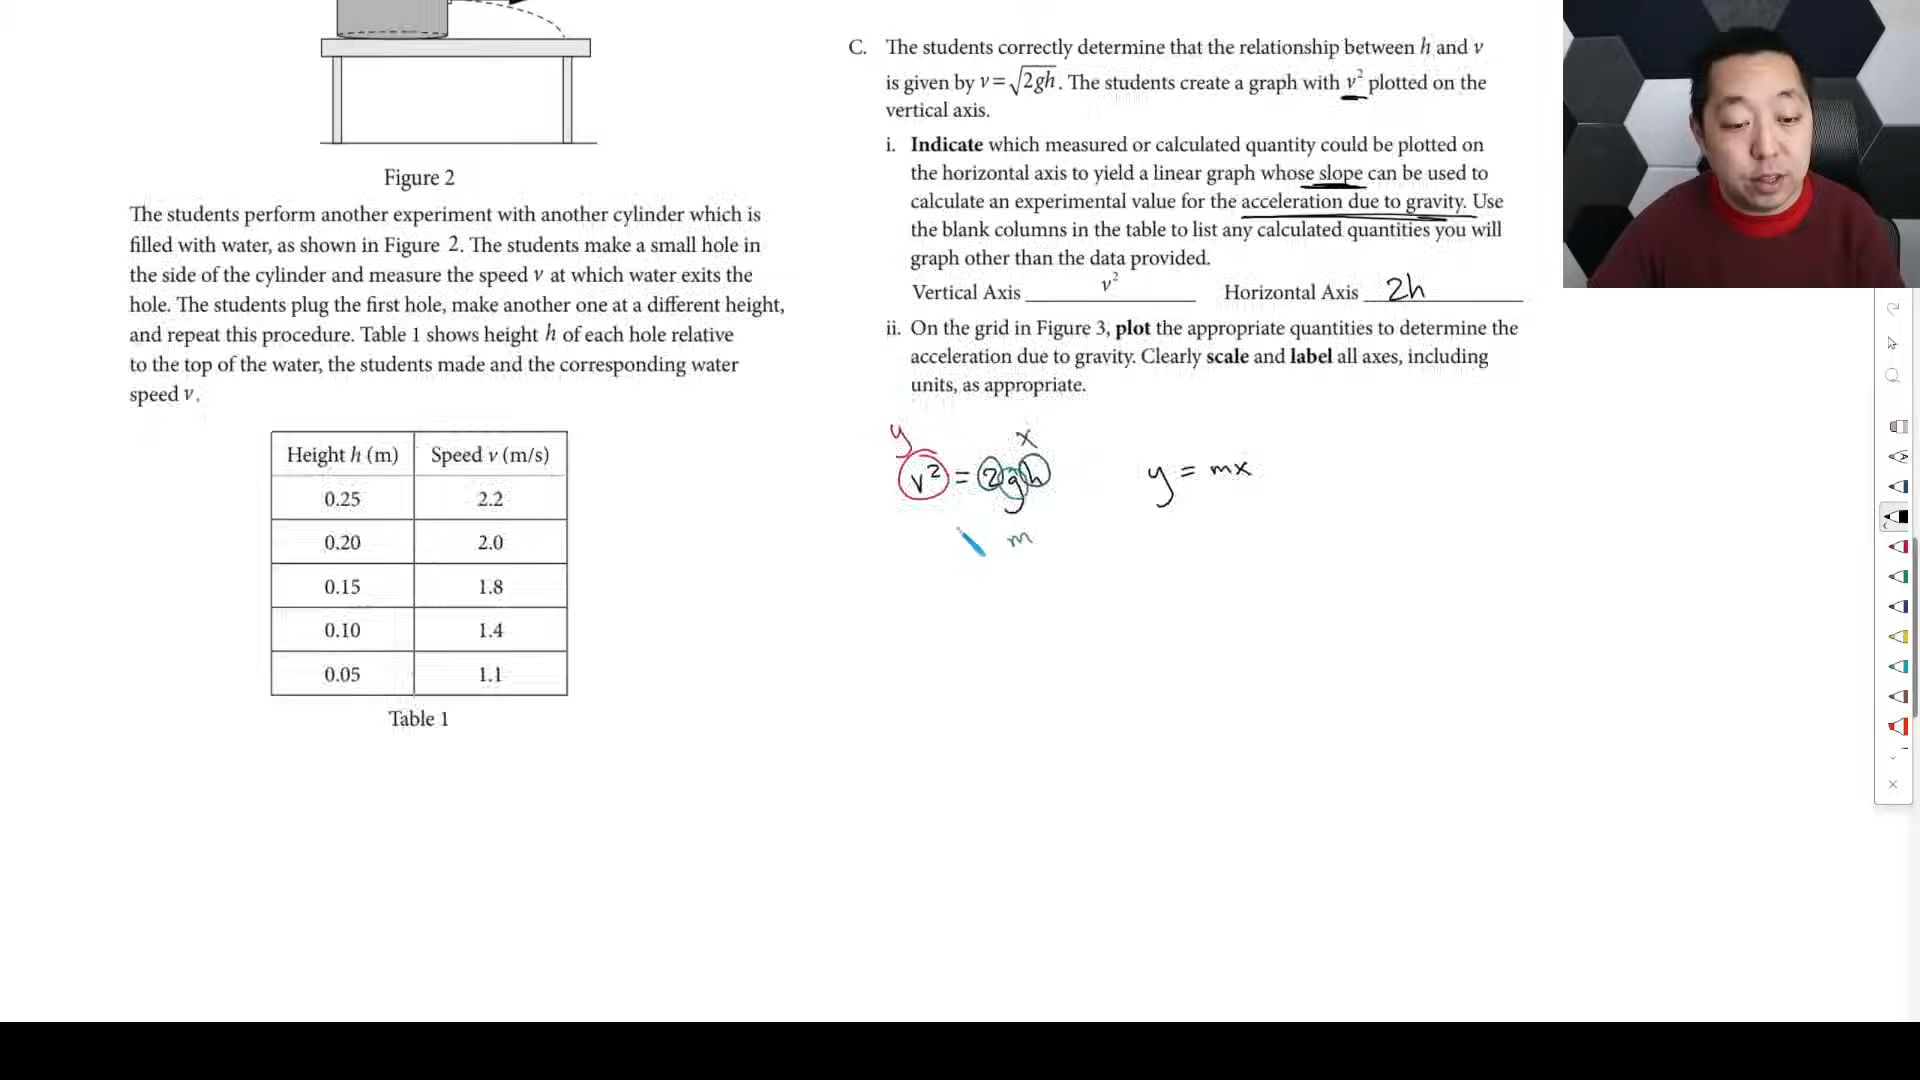 Figure 2
The students perform another experiment with another cylinder which is
filled with water, as shown in Figure 2. The students make a small hole in
the side of the cylinder and measure the speed v at which water exits the
hole. The students plug the first hole, make another one at a different height,
and repeat this procedure. Table 1 shows height h of each hole relative
to the top of the water, the students made and the corresponding water
speed v.
Height h (m) Speed v (m/s)
0.25 2.2
0.20 2.0
0.15 1.8
0.10 1.4
0.05 1.1
Table 1
C. The students correctly determine that the relationship between h and v
is given by v = √2gh. The students create a graph with v² plotted on the
vertical axis.
i. Indicate which measured or calculated quantity could be plotted on
the horizontal axis to yield a linear graph whose slope can be used to
calculate an experimental value for the acceleration due to gravity. Use
the blank columns in the table to list any calculated quantities you will
graph other than the data provided.
Vertical Axis v² Horizontal Axis 2h
ii. On the grid in Figure 3, plot the appropriate quantities to determine the
acceleration due to gravity. Clearly scale and label all axes, including
units, as appropriate.
y x
v² = 2gh y = mx
m